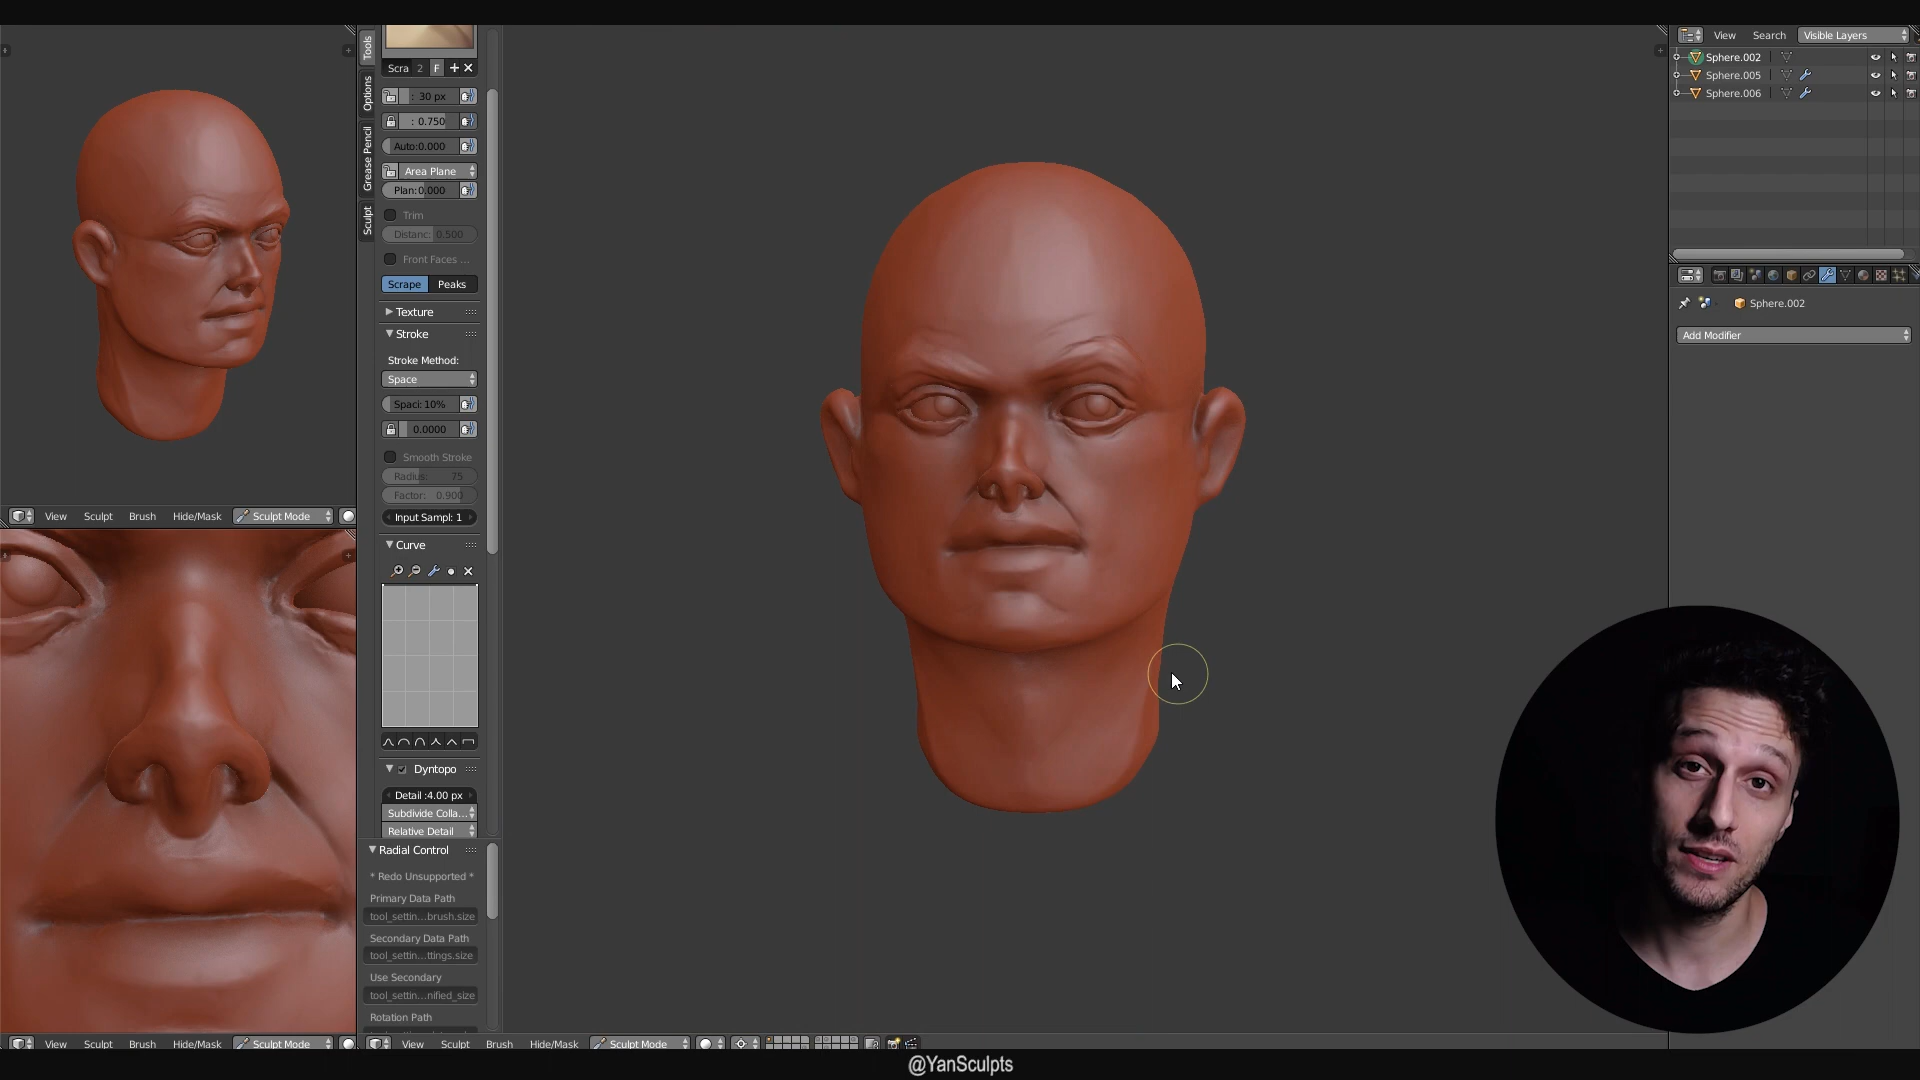 View
Sculpt
Brush
Hide/Mask
Sculpt Mode
View
Sculpt
Brush
Hide/Mask
Sculpt Mode
Tools
Options
Grease Pencil
Sculpt
Scra
2
F
: 30 px
: 0.750
Auto:0.000
Area Plane
Plan:0.000
Trim
Distanc: 0.500
Front Faces ...
Scrape
Peaks
Texture
Stroke
Stroke Method:
Space
Spaci: 10%
0.0000
Smooth Stroke
Radius: 75
Factor: 0.900
Input Sampl: 1
Curve
Dyntopo
Detail :4.00 px
Subdivide Colla...
Relative Detail
Radial Control
* Redo Unsupported *
Primary Data Path
tool_settin...brush.size
Secondary Data Path
tool_settin...ttings.size
Use Secondary
tool_settin...nified_size
Rotation Path
View
Sculpt
Brush
Hide/Mask
Sculpt Mode
View
Search
Visible Layers
Sphere.002
Sphere.005
Sphere.006
Sphere.002
Add Modifier
@YanSculpts